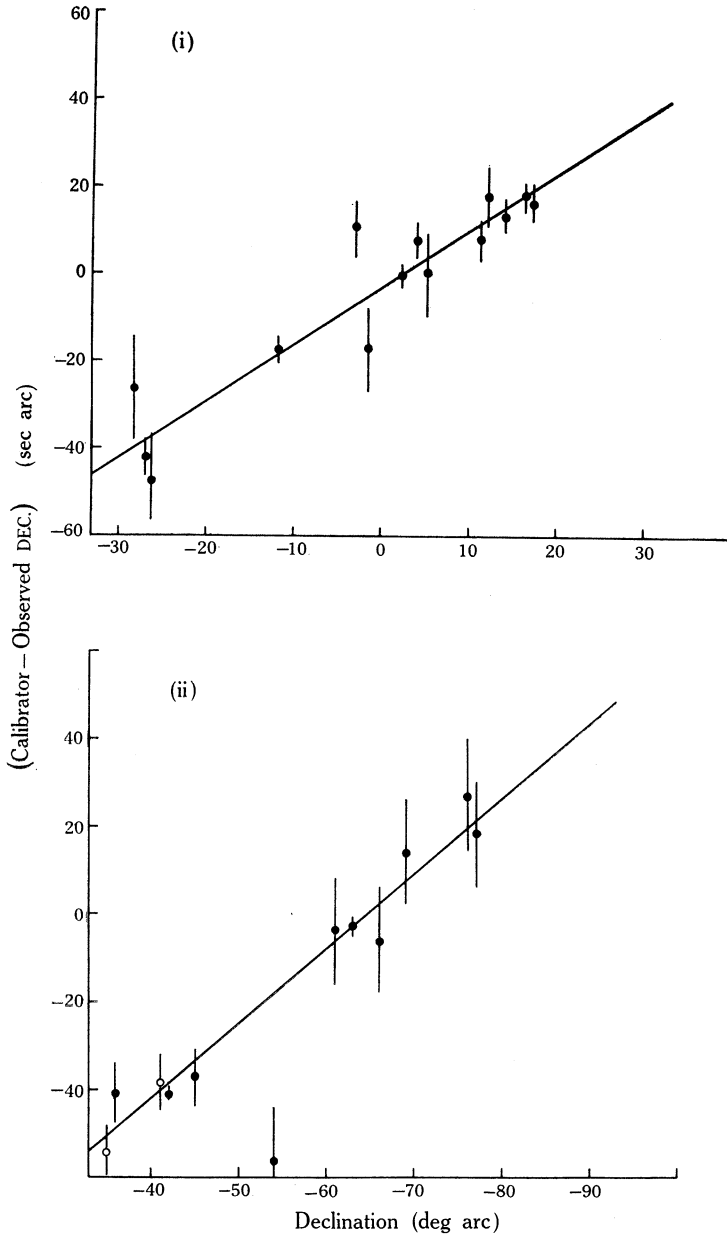 (i)
60
40
20
0
−20
−40
−60
−30 −20 −10 0 10 20 30
(Calibrator − Observed DEC.) (sec arc)
(ii)
40
20
0
−20
−40
−40 −50 −60 −70 −80 −90
Declination (deg arc)